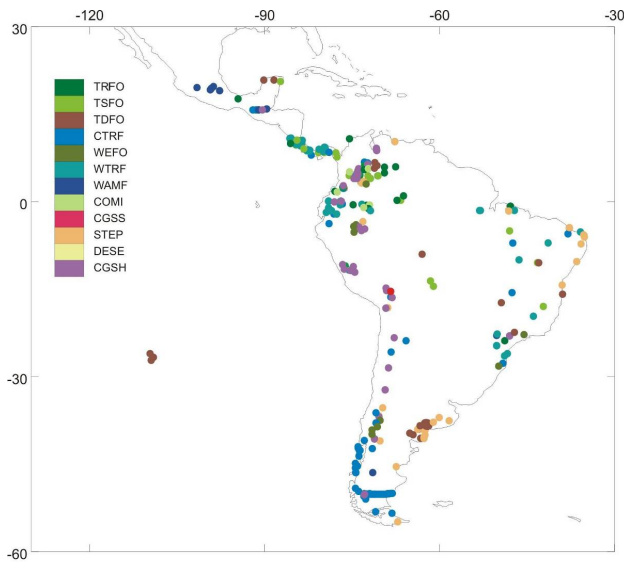 -120 -90 -60 -30
30
TRFO
TSFO
TDFO
CTRF
WEFO
WTRF
WAMF
COMI
CGSS
STEP
DESE
CGSH
0
-30
-60